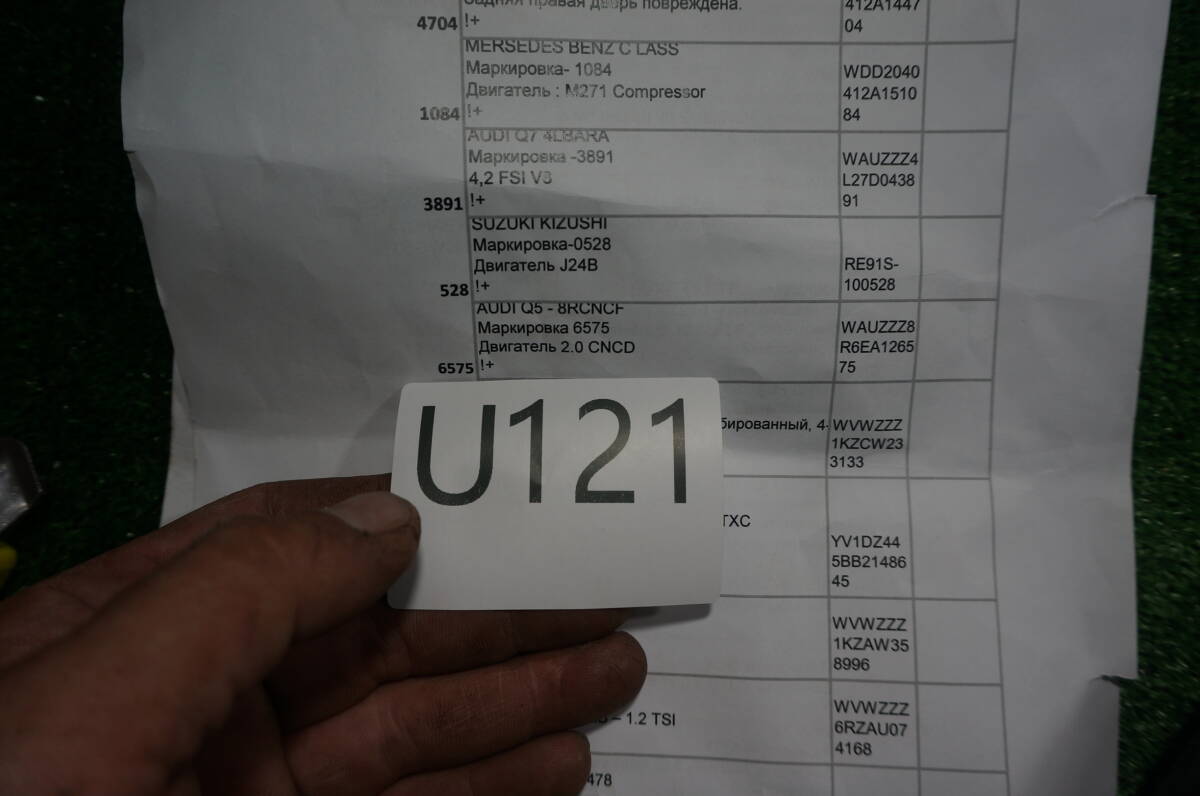 Задняя правая дверь повреждена.
4704 !+
412A1447
04
MERSEDES BENZ C LASS
Маркировка- 1084
Двигатель : M271 Compressor
1084 !+
WDD2040
412A1510
84
AUDI Q7 4LBARA
Маркировка -3891
4,2 FSI V8
3891 !+
WAUZZZ4
L27D0438
91
SUZUKI KIZUSHI
Маркировка-0528
Двигатель J24B
528 !+
RE91S-
100528
AUDI Q5 - 8RCNCF
Маркировка 6575
Двигатель 2.0 CNCD
6575 !+
WAUZZZ8
R6EA1265
75
U121
бированный, 4-
WVWZZZ
1KZCW23
3133
TXC
YV1DZ44
5BB21486
45
WVWZZZ
1KZAW35
8996
– 1.2 TSI
WVWZZZ
6RZAU07
4168
478